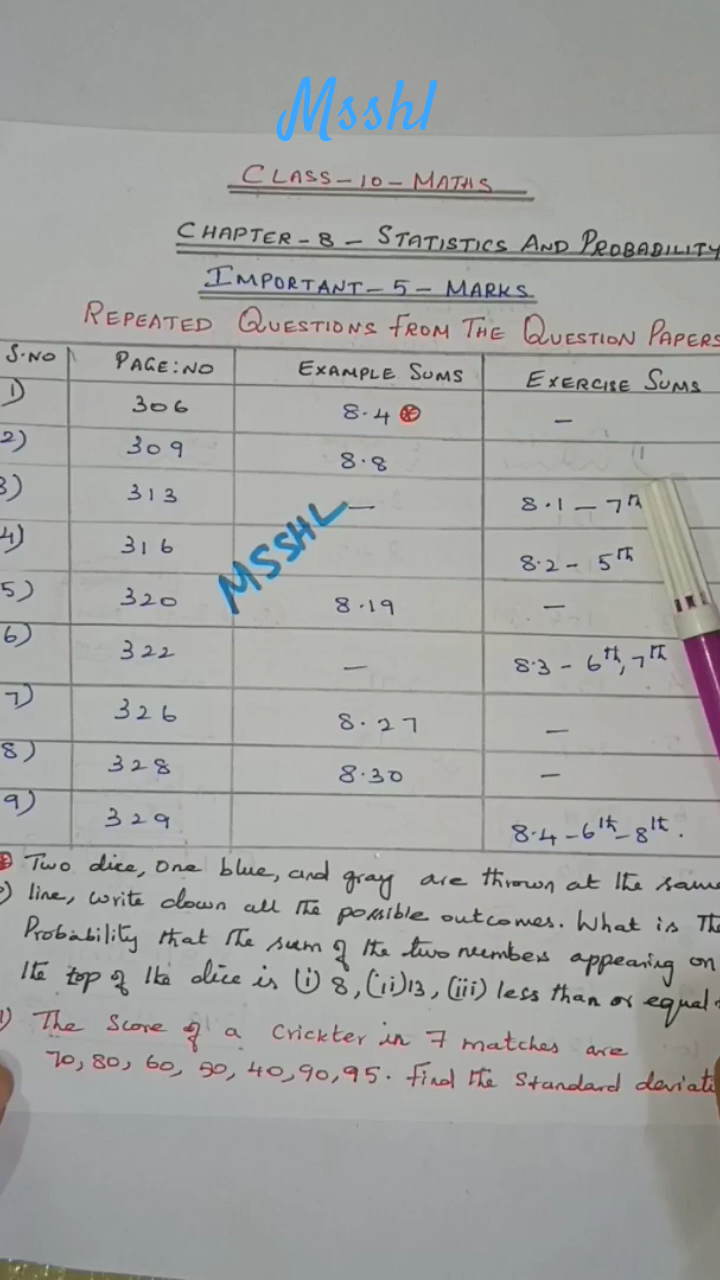 Msshl
CLASS-10-MATHS
CHAPTER-8-STATISTICS AND PROBABILITY
IMPORTANT-5-MARKS
REPEATED QUESTIONS FROM THE QUESTION PAPERS
S.NO PAGE:NO EXAMPLE SUMS EXERCISE SUMS
1) 306 8.4 —
2) 309 8.8
3) 313 — 8.1 - 7th
4) 316 8.2 - 5th
MSSHL
5) 320 8.19 —
6) 322 — 8.3 - 6th, 7th
7) 326 8.27 —
8) 328 8.30 —
9) 329 8.4 - 6th - 8th.
Two dice, one blue, and gray are thrown at the same
) line, write down all the possible outcomes. What is the
Probability that the sum of the two numbers appearing on
the top of the dice is (i) 8, (ii) 13, (iii) less than or equal
1) The Score of a Crickter in 7 matches are
70, 80, 60, 50, 40, 90, 95. Find the Standard deviati